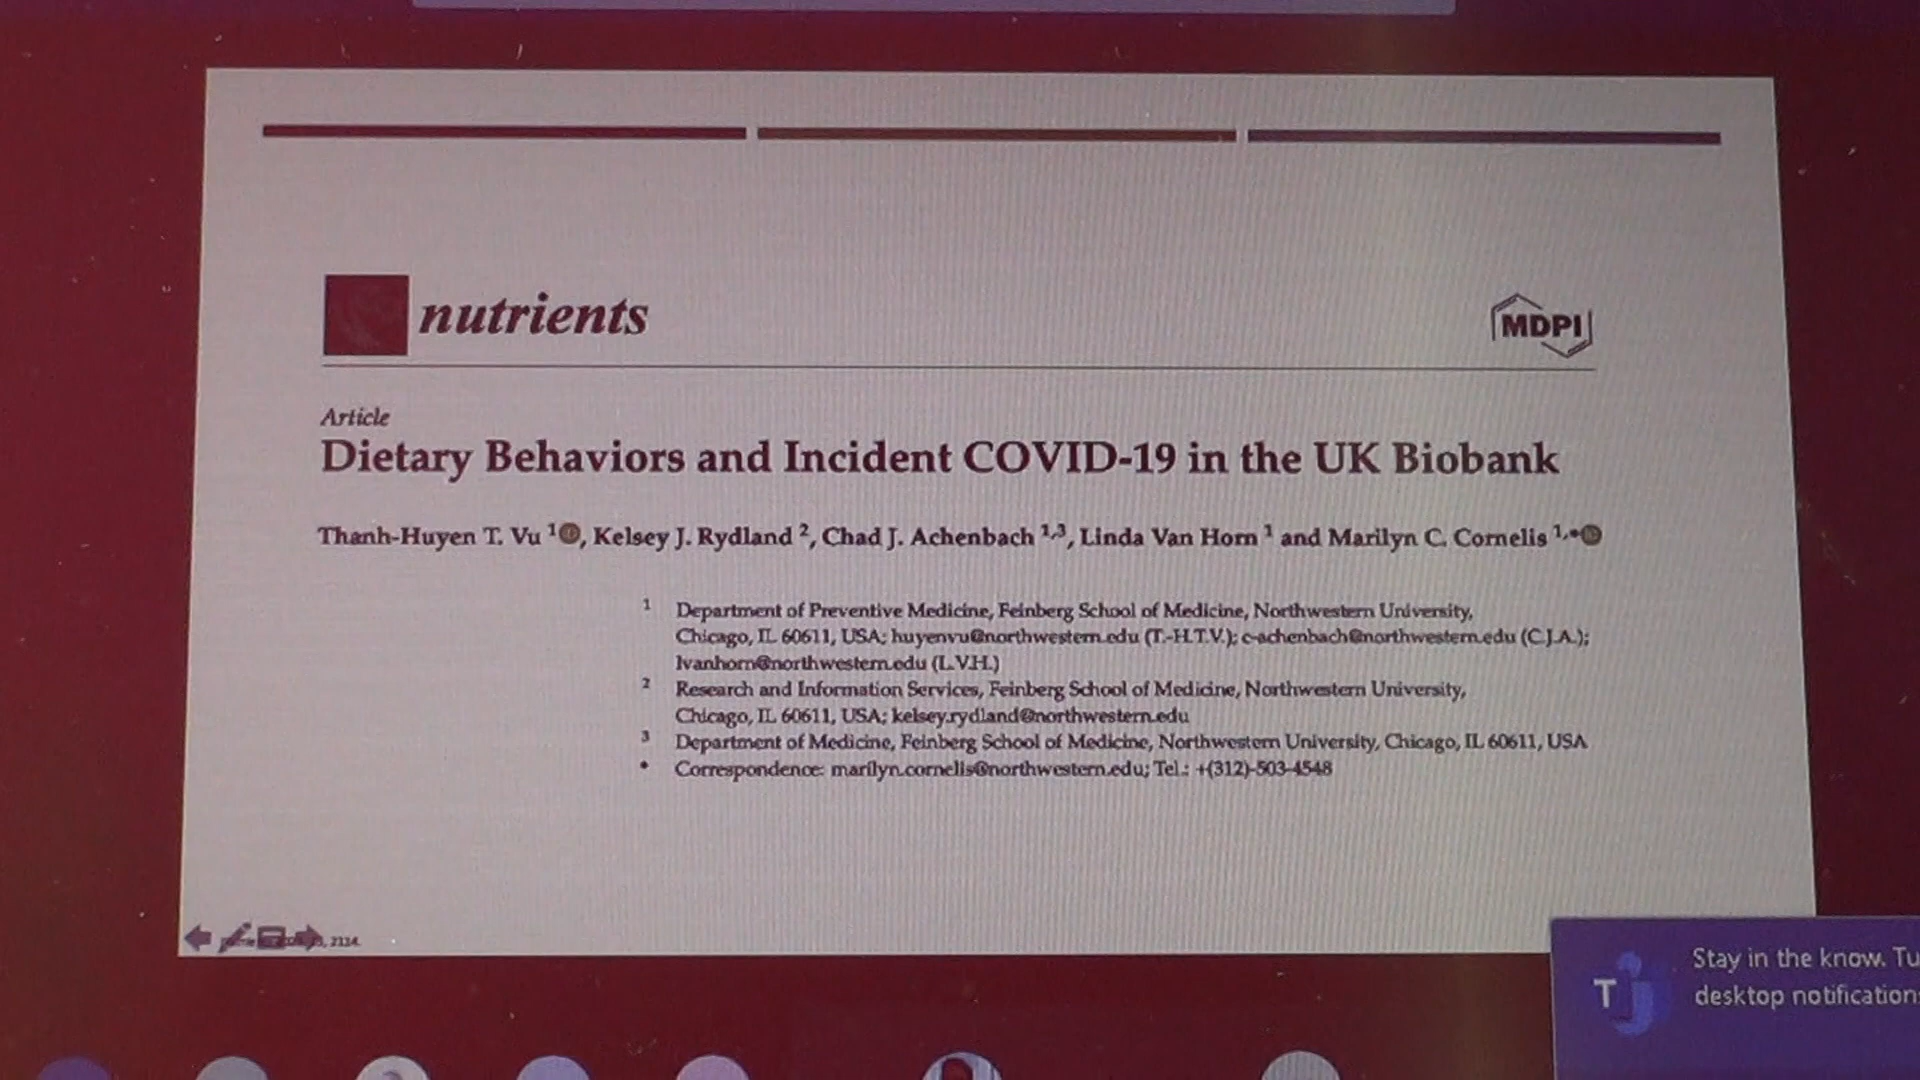 nutrients
MDPI
Article
Dietary Behaviors and Incident COVID-19 in the UK Biobank
Thanh-Huyen T. Vu 1, Kelsey J. Rydland 2, Chad J. Achenbach 1,3, Linda Van Horn 1 and Marilyn C. Cornelis 1,*
1 Department of Preventive Medicine, Feinberg School of Medicine, Northwestern University,
Chicago, IL 60611, USA; huyenvu@northwestern.edu (T.-H.T.V.); c-achenbach@northwestern.edu (C.J.A.);
lvanhorn@northwestern.edu (L.V.H.)
2 Research and Information Services, Feinberg School of Medicine, Northwestern University,
Chicago, IL 60611, USA; kelsey.rydland@northwestern.edu
3 Department of Medicine, Feinberg School of Medicine, Northwestern University, Chicago, IL 60611, USA
* Correspondence: marilyn.cornelis@northwestern.edu; Tel.: +(312)-503-4548
2114.
T
Stay in the know. Tu
desktop notification